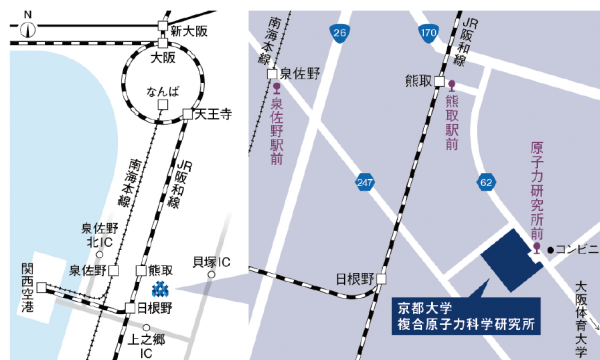 N
新大阪
大阪
なんば
天王寺
南海本線
JR阪和線
泉佐野
北IC
貝塚IC
泉佐野
熊取
関西空港
日根野
上之郷
IC
南海本線
26
170
JR阪和線
泉佐野
熊取
泉佐野駅前
熊取駅前
原子力研究所前
247
62
コンビニ
日根野
京都大学
複合原子力科学研究所
大阪体育大学